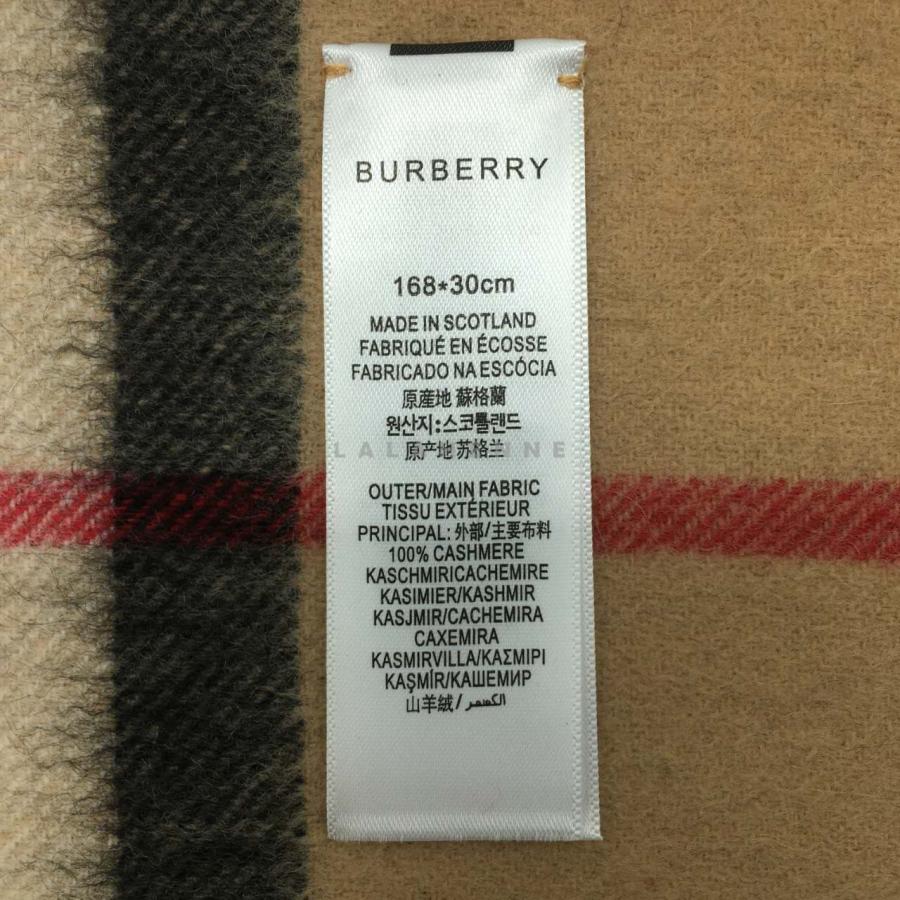 BURBERRY
168*30cm
MADE IN SCOTLAND
FABRIQUÉ EN ÉCOSSE
FABRICADO NA ESCÓCIA
原産地 蘇格蘭
원산지:스코틀랜드
原产地 苏格兰
OUTER/MAIN FABRIC
TISSU EXTÉRIEUR
PRINCIPAL: 外部/主要布料
100% CASHMERE
KASCHMIRICACHEMIRE
KASIMIER/KASHMIR
KASJMIR/CACHEMIRA
CAXEMIRA
KASMIRVILLA/ΚΑΣΜΙΡΙ
KAŞMÎR/КАШЕМИР
山羊絨/الكسمر